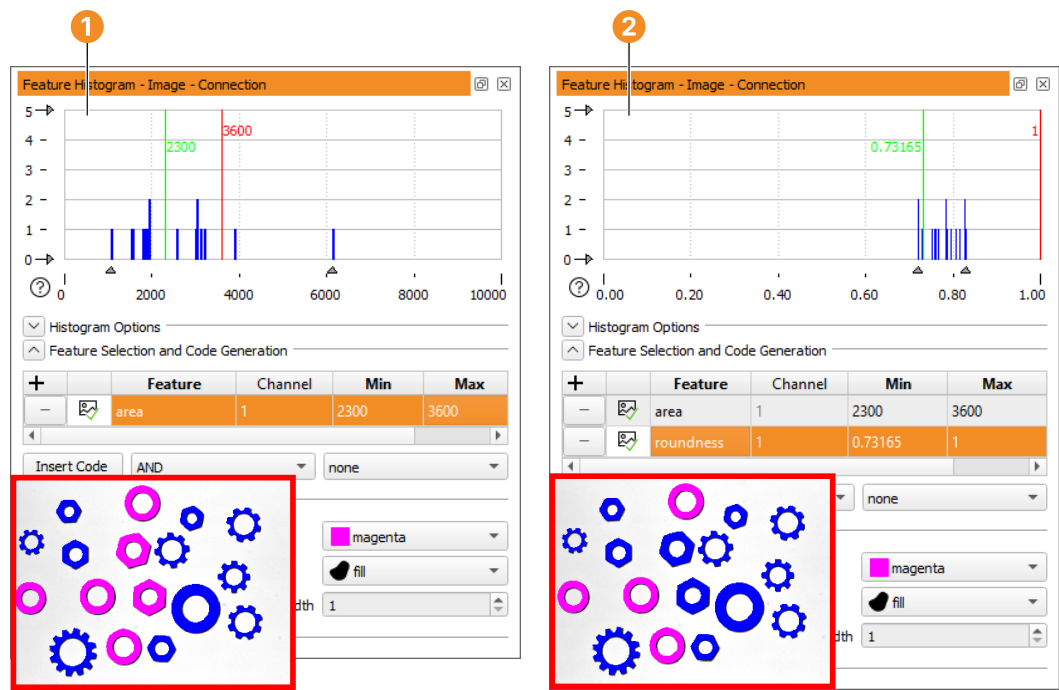 1
Feature Histogram - Image - Connection
5
4
3600
2300
3
2
1
0
0 2000 4000 6000 8000 10000
Histogram Options
Feature Selection and Code Generation
+ Feature Channel Min Max
− area 1 2300 3600
Insert Code AND none
magenta
fill
dth 1
2
Feature Histogram - Image - Connection
5
1
4
0.73165
3
2
1
0
0.00 0.20 0.40 0.60 0.80 1.00
Histogram Options
Feature Selection and Code Generation
+ Feature Channel Min Max
− area 1 2300 3600
− roundness 1 0.73165 1
none
magenta
fill
dth 1